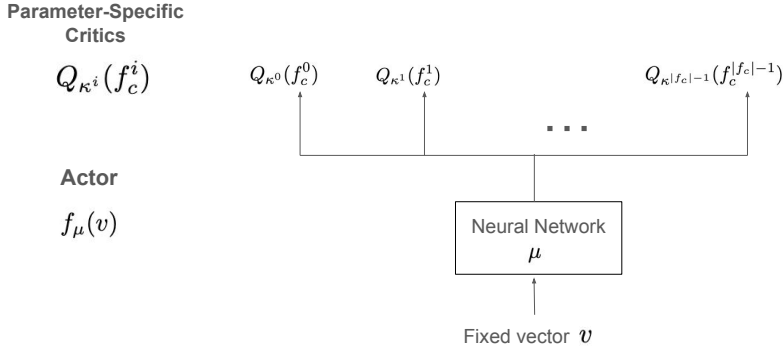 Parameter-Specific
Critics
Q_{κ^i}(f_c^i)
Q_{κ^0}(f_c^0)
Q_{κ^1}(f_c^1)
. . .
Q_{κ^{|f_c|-1}}(f_c^{|f_c|-1})
Actor
f_μ(v)
Neural Network
μ
Fixed vector v